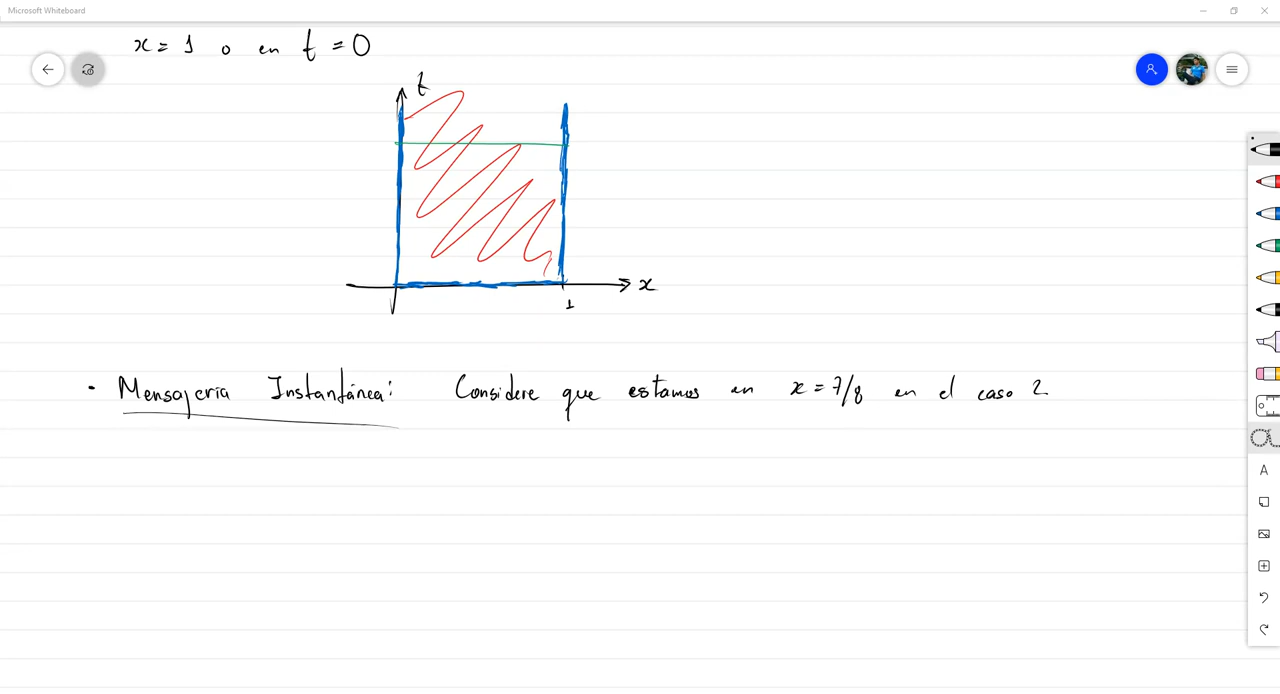 Microsoft Whiteboard
x = 1 o en t = 0
t
x
1
• Mensajería Instantánea: Considere que estamos en x = 7/8 en el caso 2
A